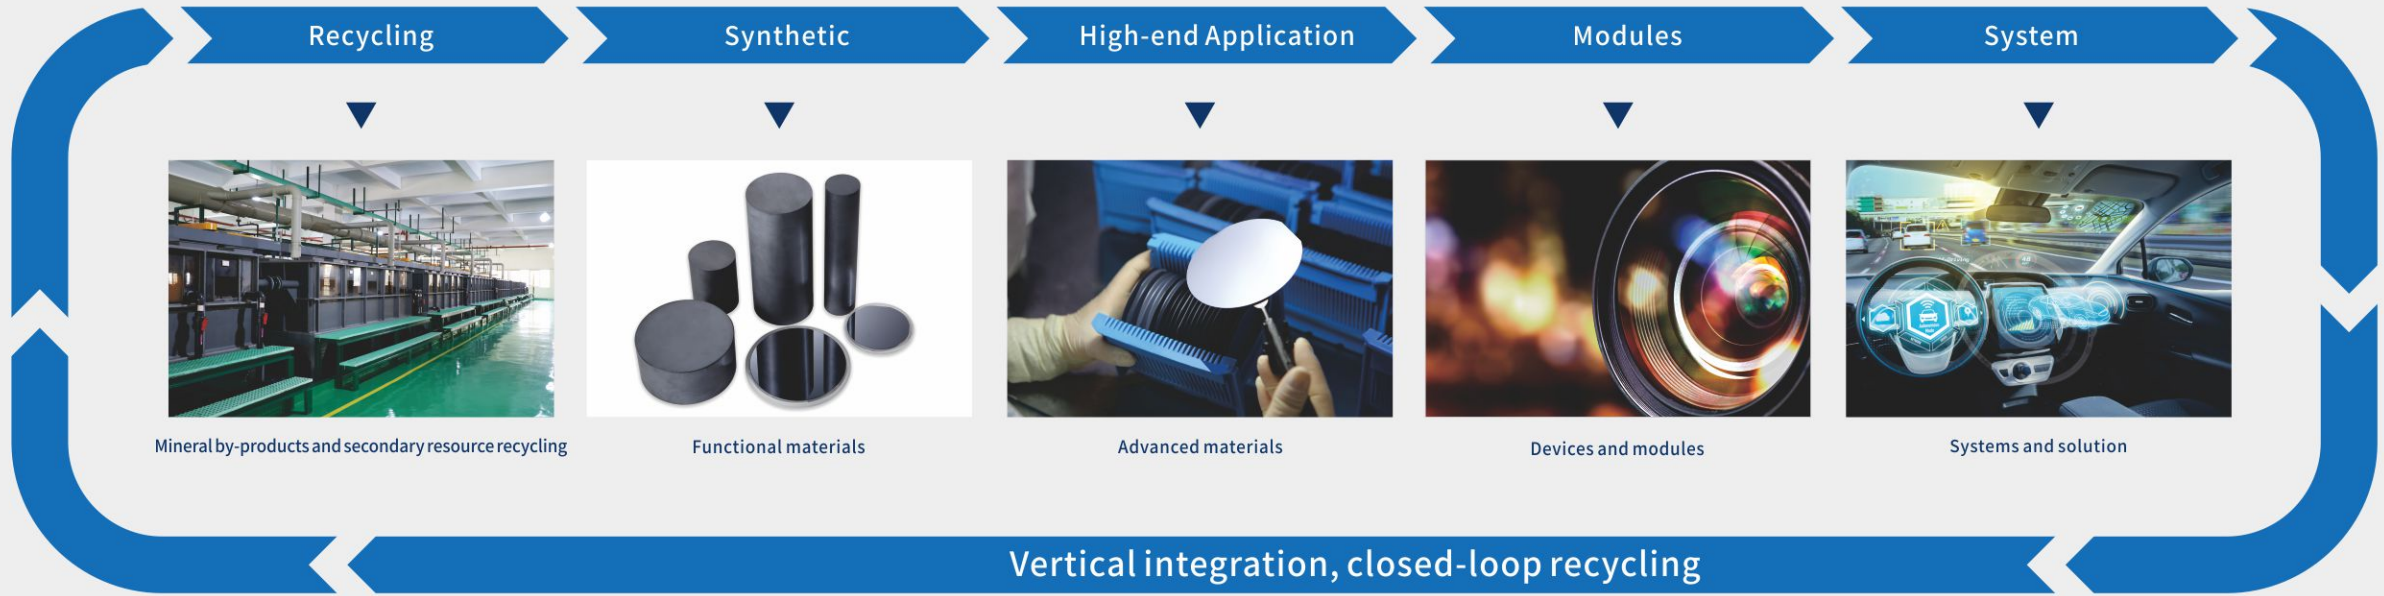 Recycling
Synthetic
High-end Application
Modules
System
Mineral by-products and secondary resource recycling
Functional materials
Advanced materials
Devices and modules
Systems and solution
Vertical integration, closed-loop recycling